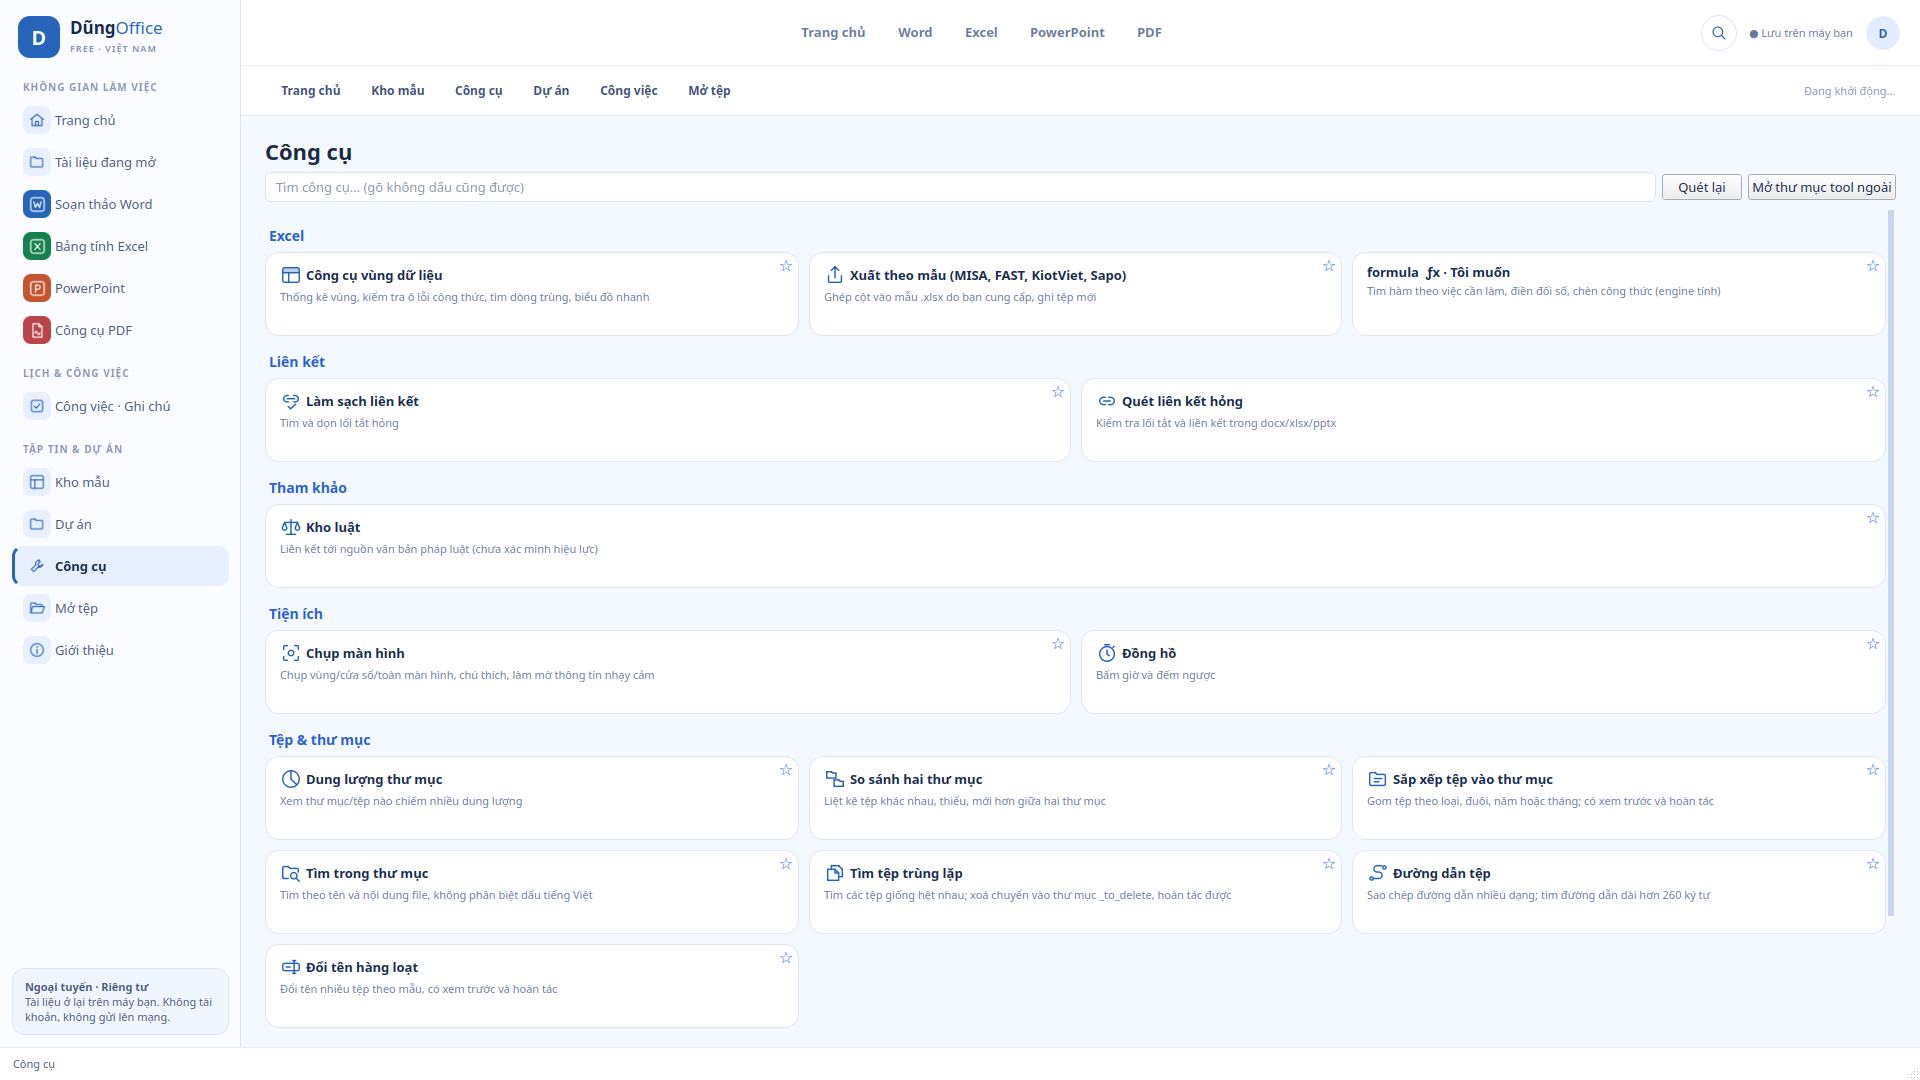 D
DũngOffice
FREE · VIỆT NAM
KHÔNG GIAN LÀM VIỆC
Trang chủ
Tài liệu đang mở
Soạn thảo Word
Bảng tính Excel
PowerPoint
Công cụ PDF
LỊCH & CÔNG VIỆC
Công việc · Ghi chú
TẬP TIN & DỰ ÁN
Kho mẫu
Dự án
Công cụ
Mở tệp
Giới thiệu
Ngoại tuyến · Riêng tư
Tài liệu ở lại trên máy bạn. Không tài
khoản, không gửi lên mạng.
Trang chủ Word Excel PowerPoint PDF
● Lưu trên máy bạn D
Trang chủ Kho mẫu Công cụ Dự án Công việc Mở tệp
Đang khởi động...
Công cụ
Tìm công cụ... (gõ không dấu cũng được)
Quét lại
Mở thư mục tool ngoài
Excel
Công cụ vùng dữ liệu
Thống kê vùng, kiểm tra ô lỗi công thức, tìm dòng trùng, biểu đồ nhanh
Xuất theo mẫu (MISA, FAST, KiotViet, Sapo)
Ghép cột vào mẫu .xlsx do bạn cung cấp, ghi tệp mới
formula ƒx · Tôi muốn
Tìm hàm theo việc cần làm, điền đối số, chèn công thức (engine tính)
Liên kết
Làm sạch liên kết
Tìm và dọn lối tắt hỏng
Quét liên kết hỏng
Kiểm tra lối tắt và liên kết trong docx/xlsx/pptx
Tham khảo
Kho luật
Liên kết tới nguồn văn bản pháp luật (chưa xác minh hiệu lực)
Tiện ích
Chụp màn hình
Chụp vùng/cửa sổ/toàn màn hình, chú thích, làm mờ thông tin nhạy cảm
Đồng hồ
Bấm giờ và đếm ngược
Tệp & thư mục
Dung lượng thư mục
Xem thư mục/tệp nào chiếm nhiều dung lượng
So sánh hai thư mục
Liệt kê tệp khác nhau, thiếu, mới hơn giữa hai thư mục
Sắp xếp tệp vào thư mục
Gom tệp theo loại, đuôi, năm hoặc tháng; có xem trước và hoàn tác
Tìm trong thư mục
Tìm theo tên và nội dung file, không phân biệt dấu tiếng Việt
Tìm tệp trùng lặp
Tìm các tệp giống hệt nhau; xoá chuyển vào thư mục _to_delete, hoàn tác được
Đường dẫn tệp
Sao chép đường dẫn nhiều dạng; tìm đường dẫn dài hơn 260 ký tự
Đổi tên hàng loạt
Đổi tên nhiều tệp theo mẫu, có xem trước và hoàn tác
Công cụ